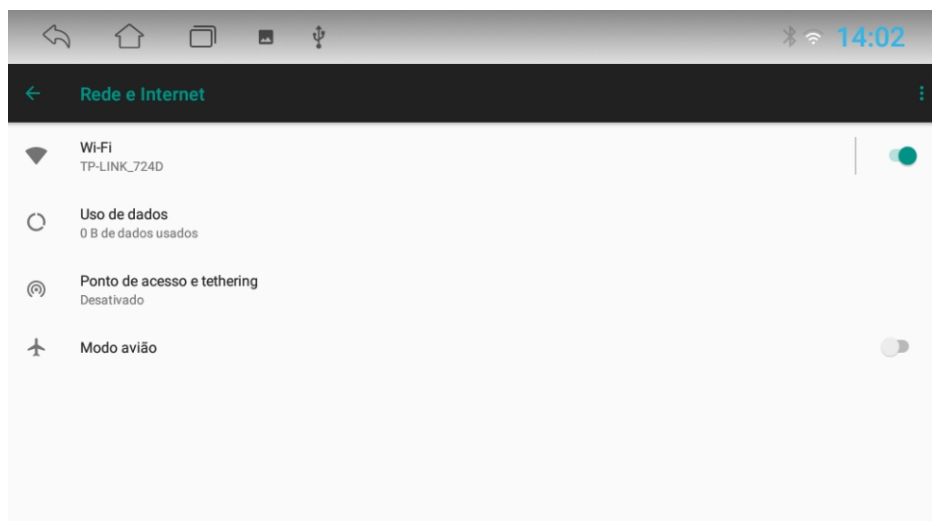 14:02
Rede e Internet
Wi-Fi
TP-LINK_724D
Uso de dados
0 B de dados usados
Ponto de acesso e tethering
Desativado
Modo avião